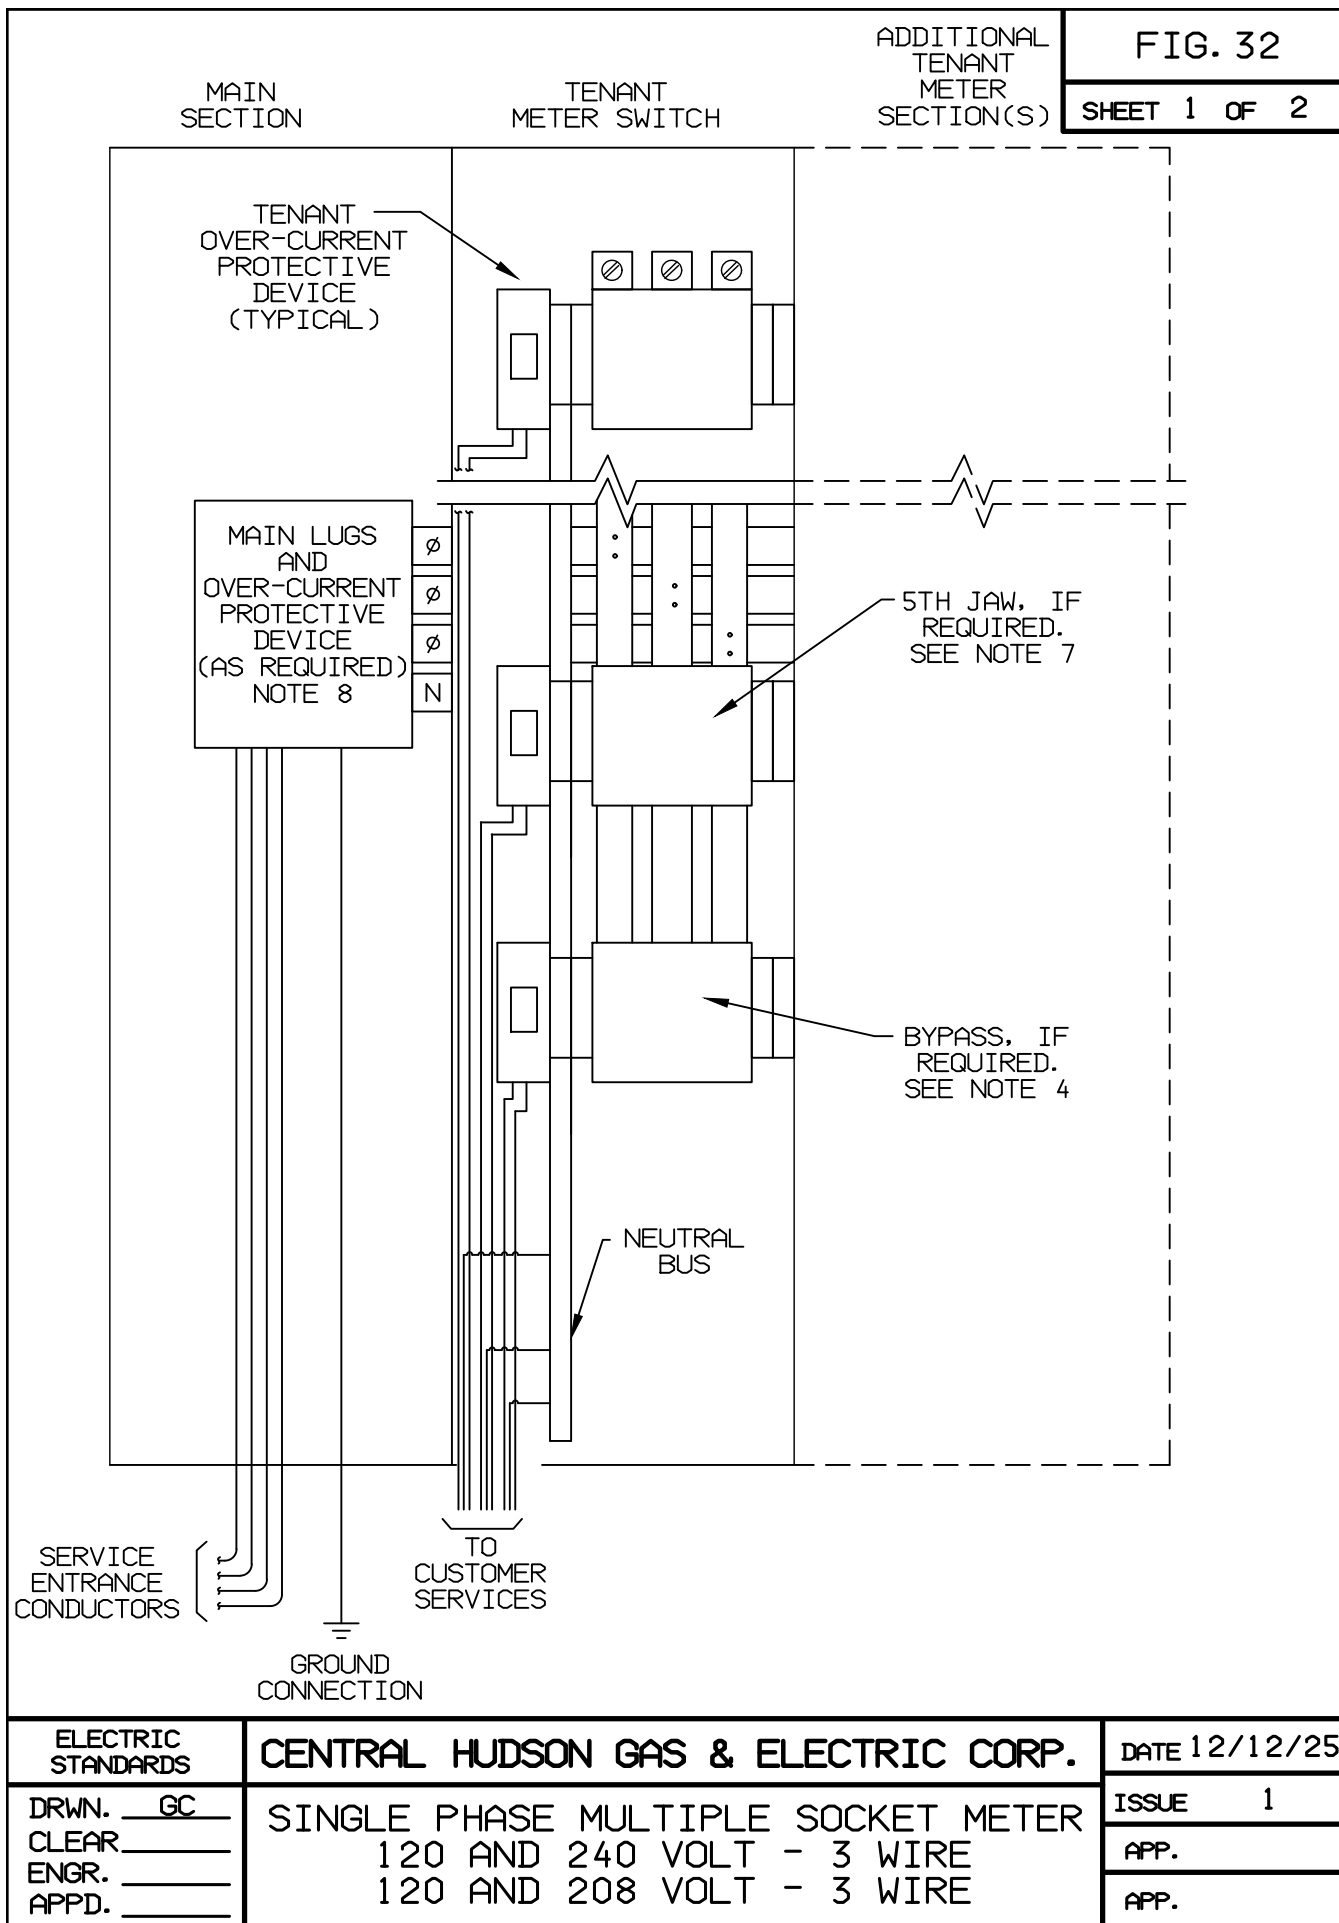 FIG. 32
SHEET 1 OF 2
MAIN
SECTION
TENANT
METER SWITCH
ADDITIONAL
TENANT
METER
SECTION(S)
TENANT
OVER-CURRENT
PROTECTIVE
DEVICE
(TYPICAL)
MAIN LUGS
AND
OVER-CURRENT
PROTECTIVE
DEVICE
(AS REQUIRED)
NOTE 8
Ø
Ø
Ø
N
5TH JAW, IF
REQUIRED.
SEE NOTE 7
BYPASS, IF
REQUIRED.
SEE NOTE 4
NEUTRAL
BUS
SERVICE
ENTRANCE
CONDUCTORS
TO
CUSTOMER
SERVICES
GROUND
CONNECTION
ELECTRIC
STANDARDS
CENTRAL HUDSON GAS & ELECTRIC CORP.
DATE 12/12/25
DRWN. GC
CLEAR
ENGR.
APPD.
SINGLE PHASE MULTIPLE SOCKET METER
120 AND 240 VOLT - 3 WIRE
120 AND 208 VOLT - 3 WIRE
ISSUE 1
APP.
APP.